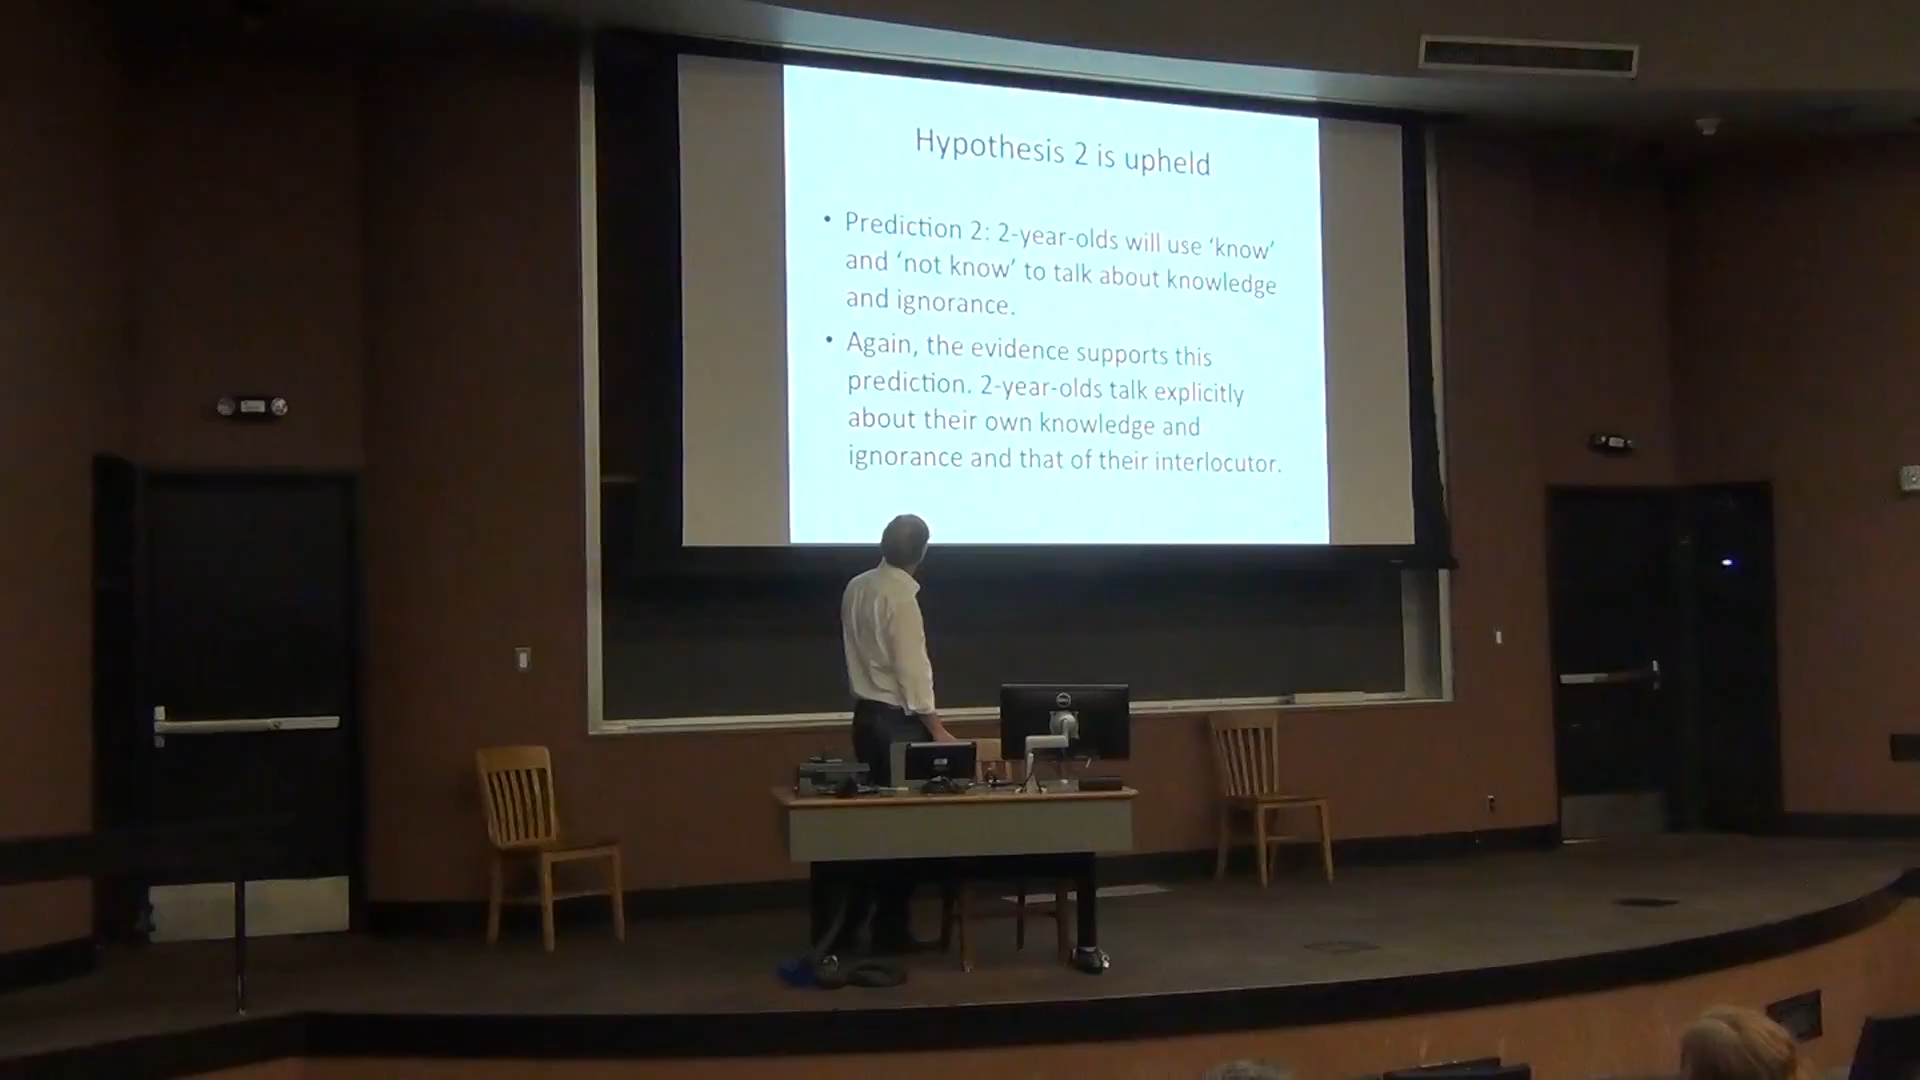 Hypothesis 2 is upheld
• Prediction 2: 2-year-olds will use ‘know’
and ‘not know’ to talk about knowledge
and ignorance.
• Again, the evidence supports this
prediction. 2-year-olds talk explicitly
about their own knowledge and
ignorance and that of their interlocutor.